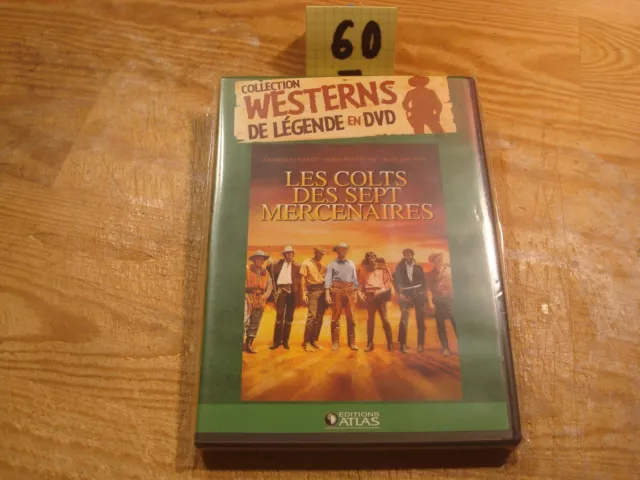 60
COLLECTION
WESTERNS
DE LÉGENDE EN DVD
LES COLTS
DES SEPT
MERCENAIRES
EDITIONS
ATLAS